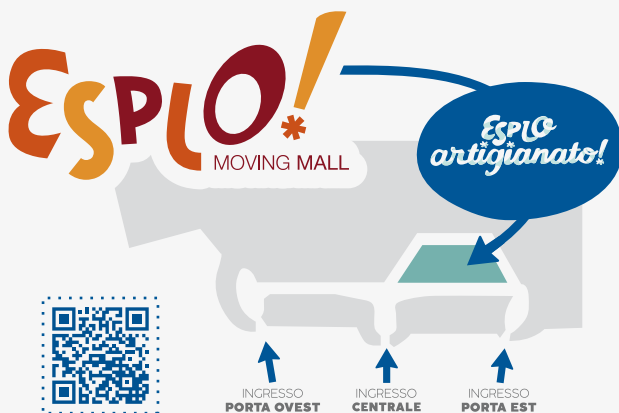 ESPLO!
MOVING MALL
ESPLO
artigianato!
INGRESSO
PORTA OVEST
INGRESSO
CENTRALE
INGRESSO
PORTA EST